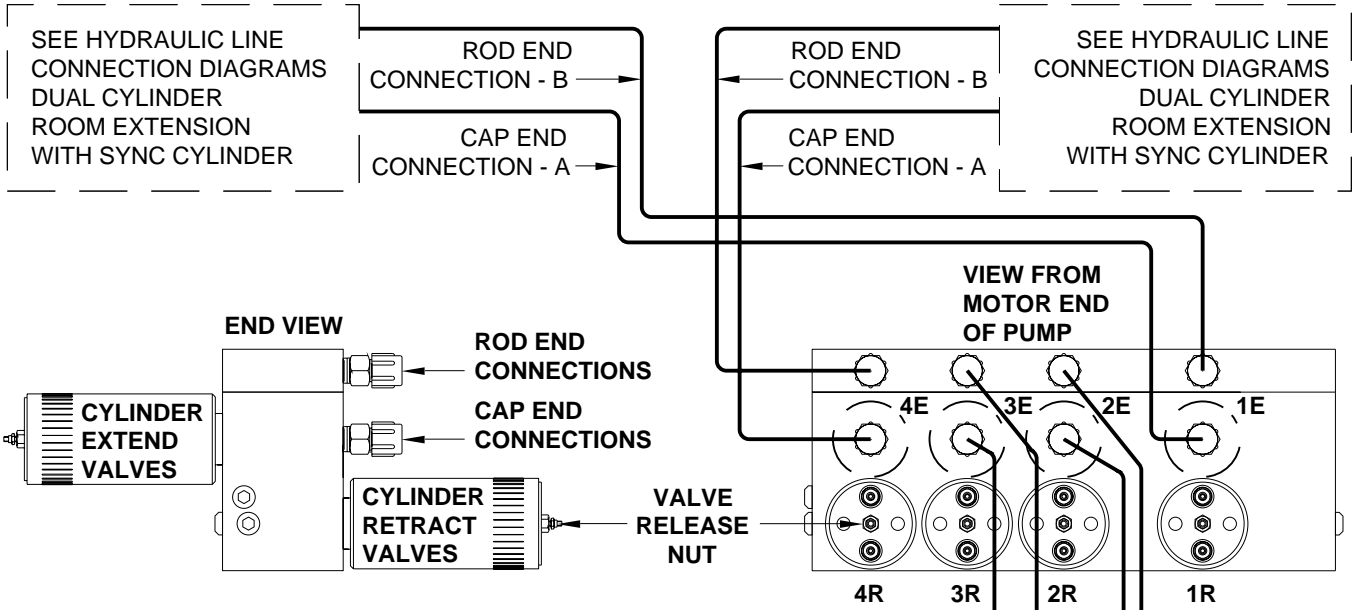 SEE HYDRAULIC LINE
CONNECTION DIAGRAMS
DUAL CYLINDER
ROOM EXTENSION
WITH SYNC CYLINDER
ROD END
CONNECTION - B
CAP END
CONNECTION - A
ROD END
CONNECTION - B
CAP END
CONNECTION - A
SEE HYDRAULIC LINE
CONNECTION DIAGRAMS
DUAL CYLINDER
ROOM EXTENSION
WITH SYNC CYLINDER
END VIEW
ROD END
CONNECTIONS
CAP END
CONNECTIONS
CYLINDER
EXTEND
VALVES
CYLINDER
RETRACT
VALVES
VALVE
RELEASE
NUT
VIEW FROM
MOTOR END
OF PUMP
4E 3E 2E 1E
4R 3R 2R 1R